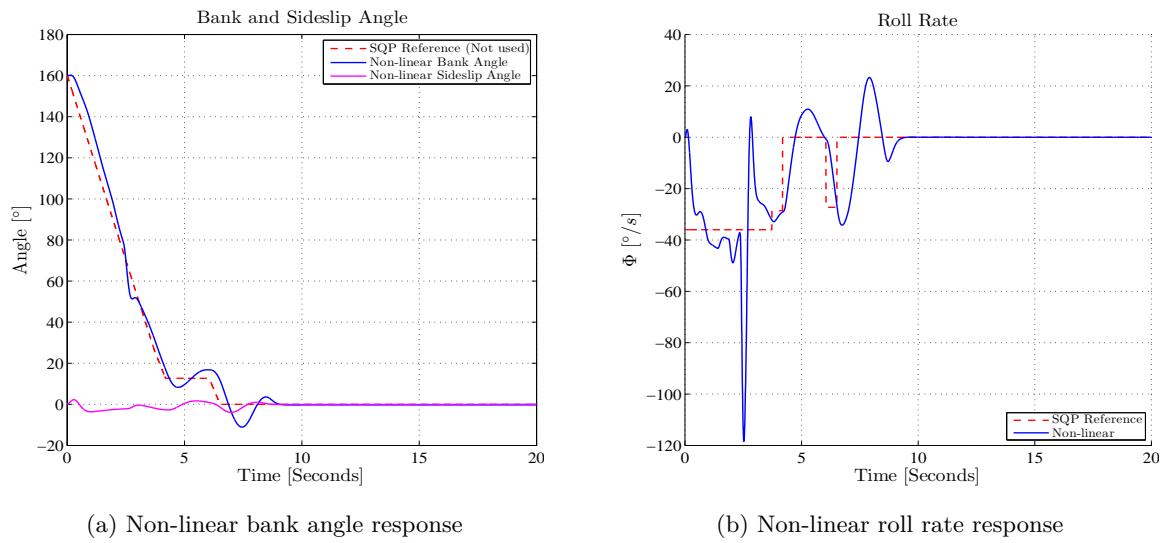 Bank and Sideslip Angle
180
160
140
120
100
80
60
40
20
0
−20
0
5
10
15
20
Angle [°]
Time [Seconds]
SQP Reference (Not used)
Non-linear Bank Angle
Non-linear Sideslip Angle
(a) Non-linear bank angle response
Roll Rate
40
20
0
−20
−40
−60
−80
−100
−120
0
5
10
15
20
Φ [°/s]
Time [Seconds]
SQP Reference
Non-linear
(b) Non-linear roll rate response